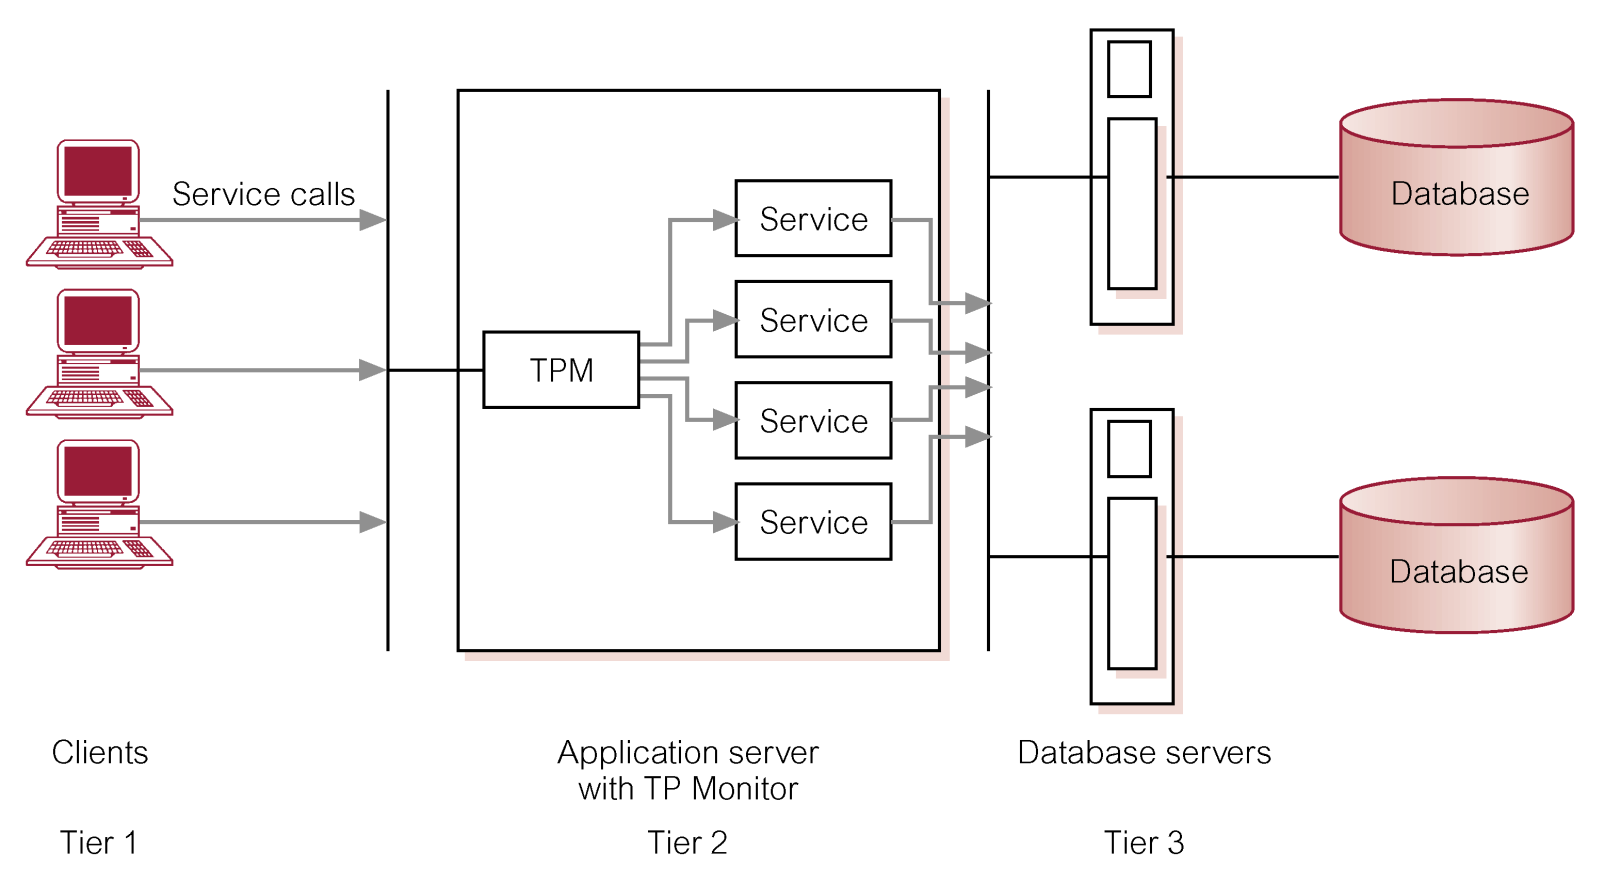 Service calls
TPM
Service
Service
Service
Service
Database
Database
Clients
Application server
with TP Monitor
Database servers
Tier 1
Tier 2
Tier 3